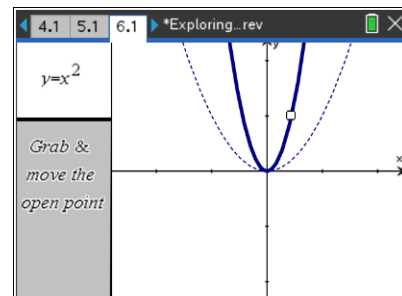 4.1 5.1 6.1 *Exploring...rev
y=x²
y
x
Grab &
move the
open point